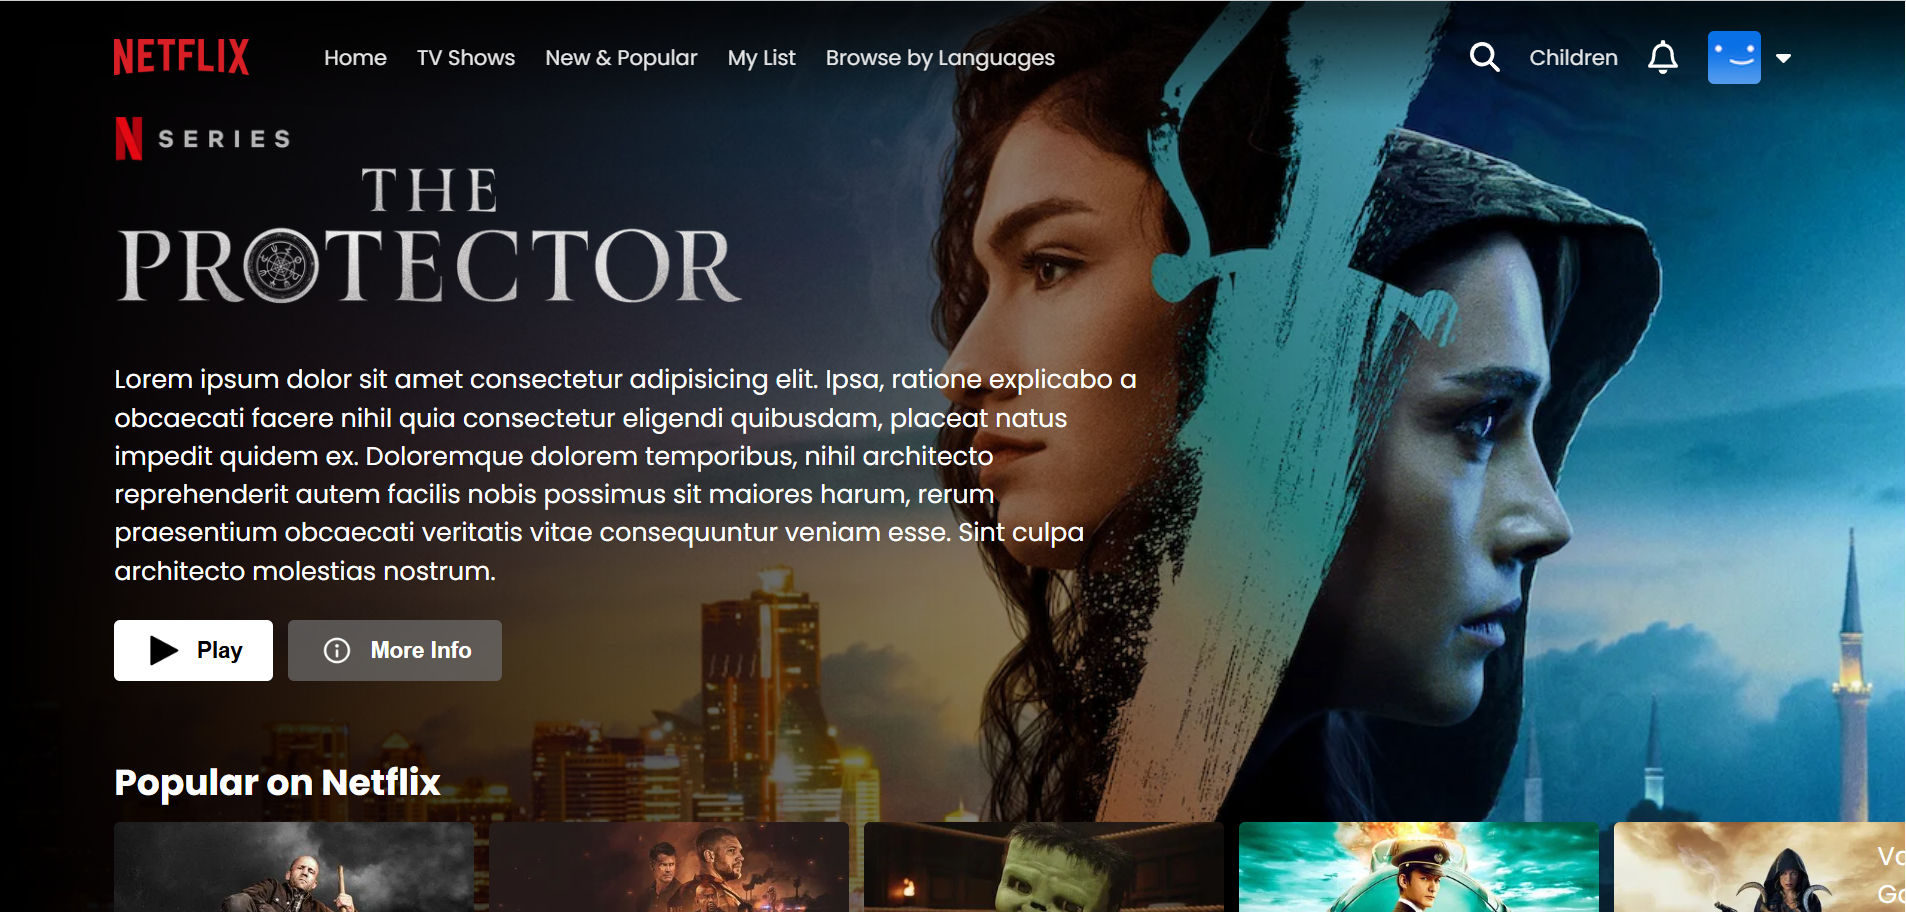 NETFLIX Home TV Shows New & Popular My List Browse by Languages Children
N SERIES
THE
PROTECTOR
Lorem ipsum dolor sit amet consectetur adipisicing elit. Ipsa, ratione explicabo a
obcaecati facere nihil quia consectetur eligendi quibusdam, placeat natus
impedit quidem ex. Doloremque dolorem temporibus, nihil architecto
reprehenderit autem facilis nobis possimus sit maiores harum, rerum
praesentium obcaecati veritatis vitae consequuntur veniam esse. Sint culpa
architecto molestias nostrum.
Play More Info
Popular on Netflix